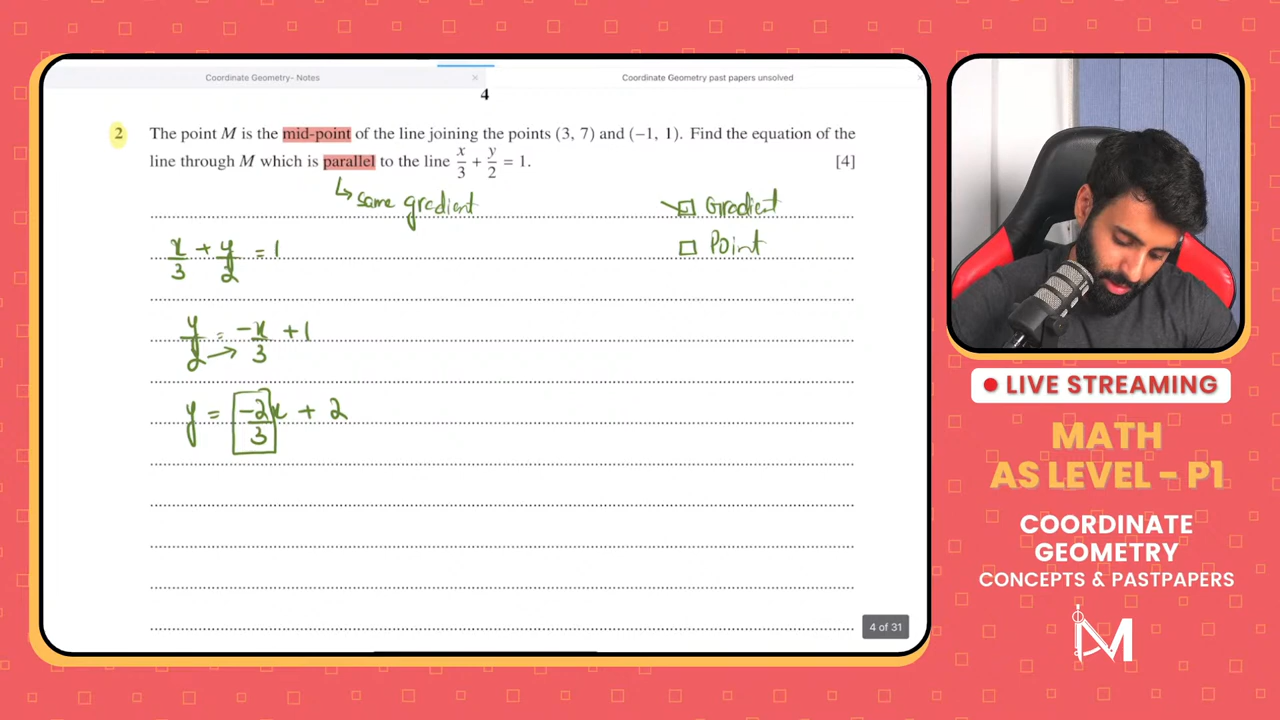 Coordinate Geometry- Notes
×
Coordinate Geometry past papers unsolved
×
4
2 The point M is the mid-point of the line joining the points (3, 7) and (−1, 1). Find the equation of the
line through M which is parallel to the line x/3 + y/2 = 1. [4]
same gradient
Gradient
Point
x/3 + y/2 = 1
y/2 = -x/3 + 1
y = -2/3 x + 2
4 of 31
LIVE STREAMING
MATH
AS LEVEL – P1
COORDINATE
GEOMETRY
CONCEPTS & PASTPAPERS
M